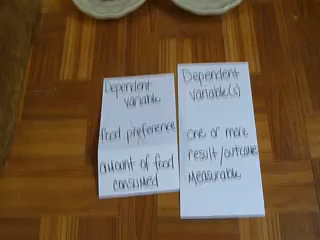 Dependent
variable
food preference
amount of food
consumed
Dependent
variable(s)
one or more
result/outcome
Measurable